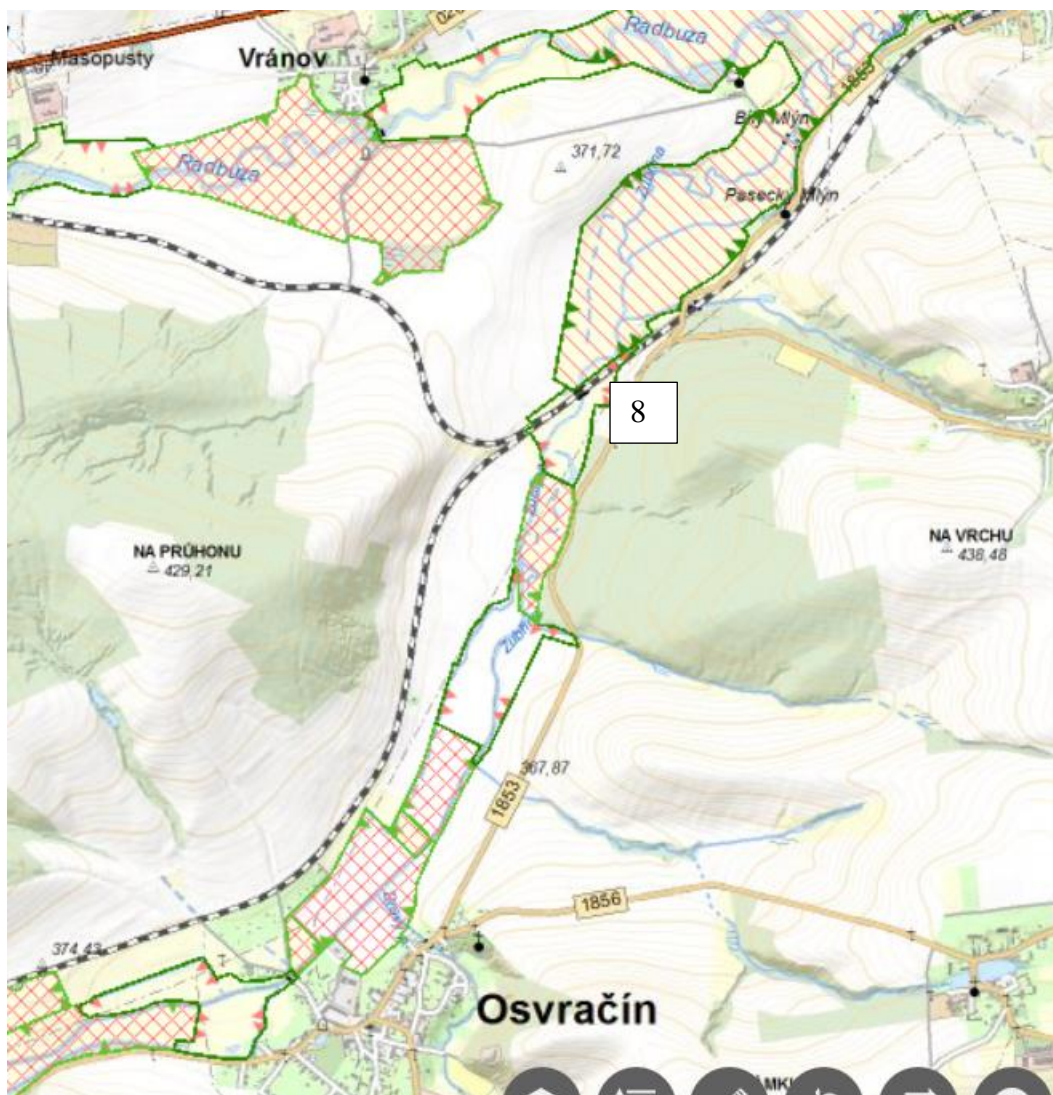 Radbuza
Masopusty
Vránov
1853
Bílý Mlýn
Radbuza
371,72
Zubřina
Pasecký Mlýn
8
NA PRŮHONU
429,21
NA VRCHU
438,48
367,87
1853
1856
374,43
Osvračín